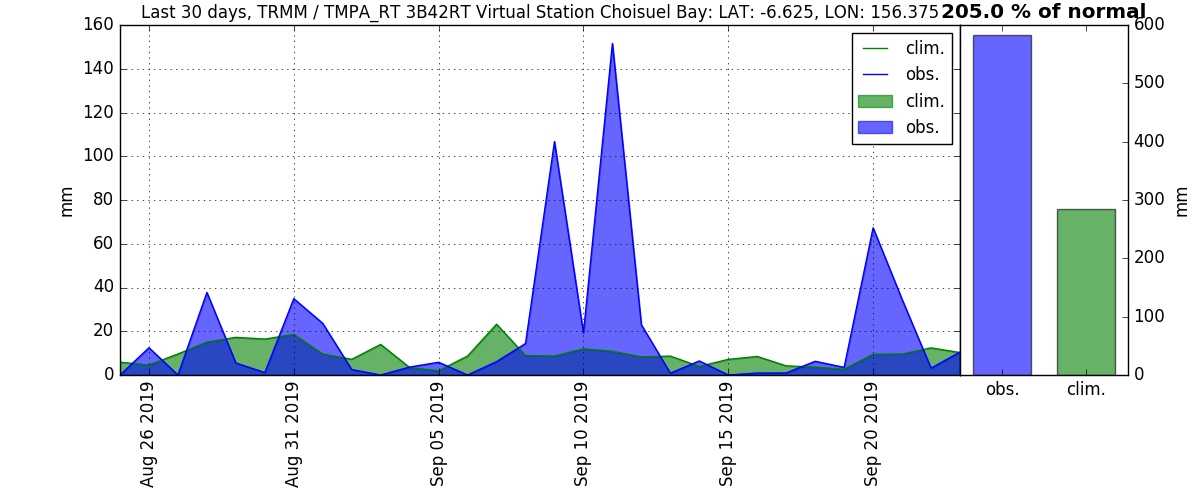 Last 30 days, TRMM / TMPA_RT 3B42RT Virtual Station Choisuel Bay: LAT: -6.625, LON: 156.375
205.0 % of normal
160
140
120
100
80
60
40
20
0
mm
clim.
obs.
clim.
obs.
Aug 26 2019
Aug 31 2019
Sep 05 2019
Sep 10 2019
Sep 15 2019
Sep 20 2019
600
500
400
300
200
100
0
mm
obs.
clim.